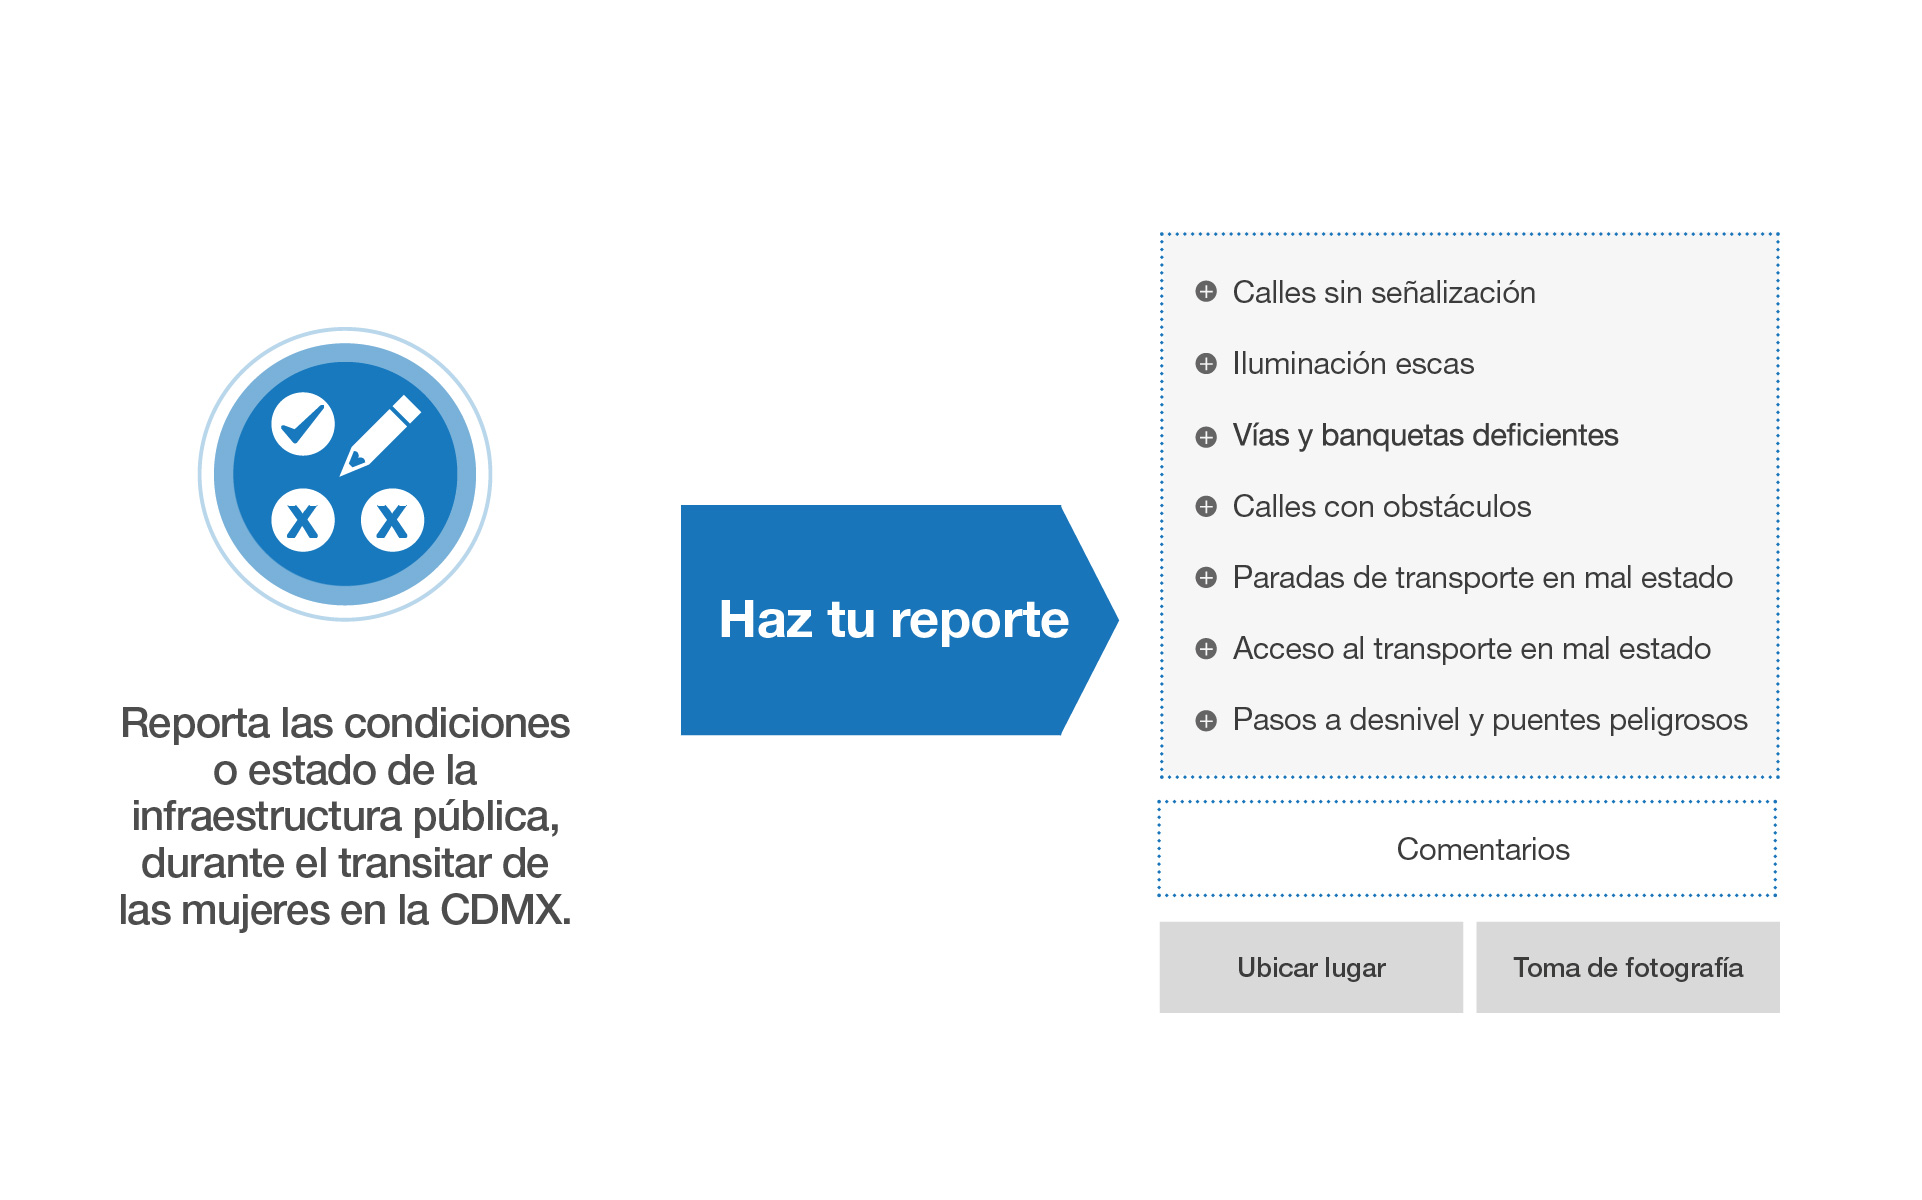 Reporta las condiciones
o estado de la
infraestructura pública,
durante el transitar de
las mujeres en la CDMX.
Haz tu reporte
Calles sin señalización
Iluminación escas
Vías y banquetas deficientes
Calles con obstáculos
Paradas de transporte en mal estado
Acceso al transporte en mal estado
Pasos a desnivel y puentes peligrosos
Comentarios
Ubicar lugar
Toma de fotografía